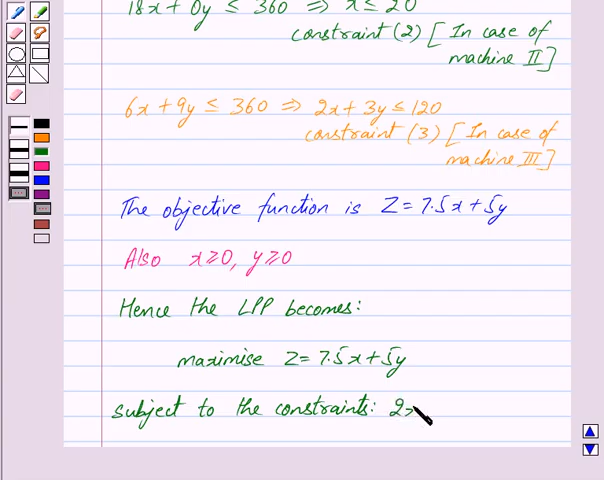 18x + 0y ≤ 360 ⇒ x ≤ 20
constraint (2) [In case of
machine II]
6x + 9y ≤ 360 ⇒ 2x + 3y ≤ 120
constraint (3) [In case of
machine III]
The objective function is Z = 7.5x + 5y
Also x ≥ 0, y ≥ 0
Hence the LPP becomes:
maximise Z = 7.5x + 5y
subject to the constraints: 2x